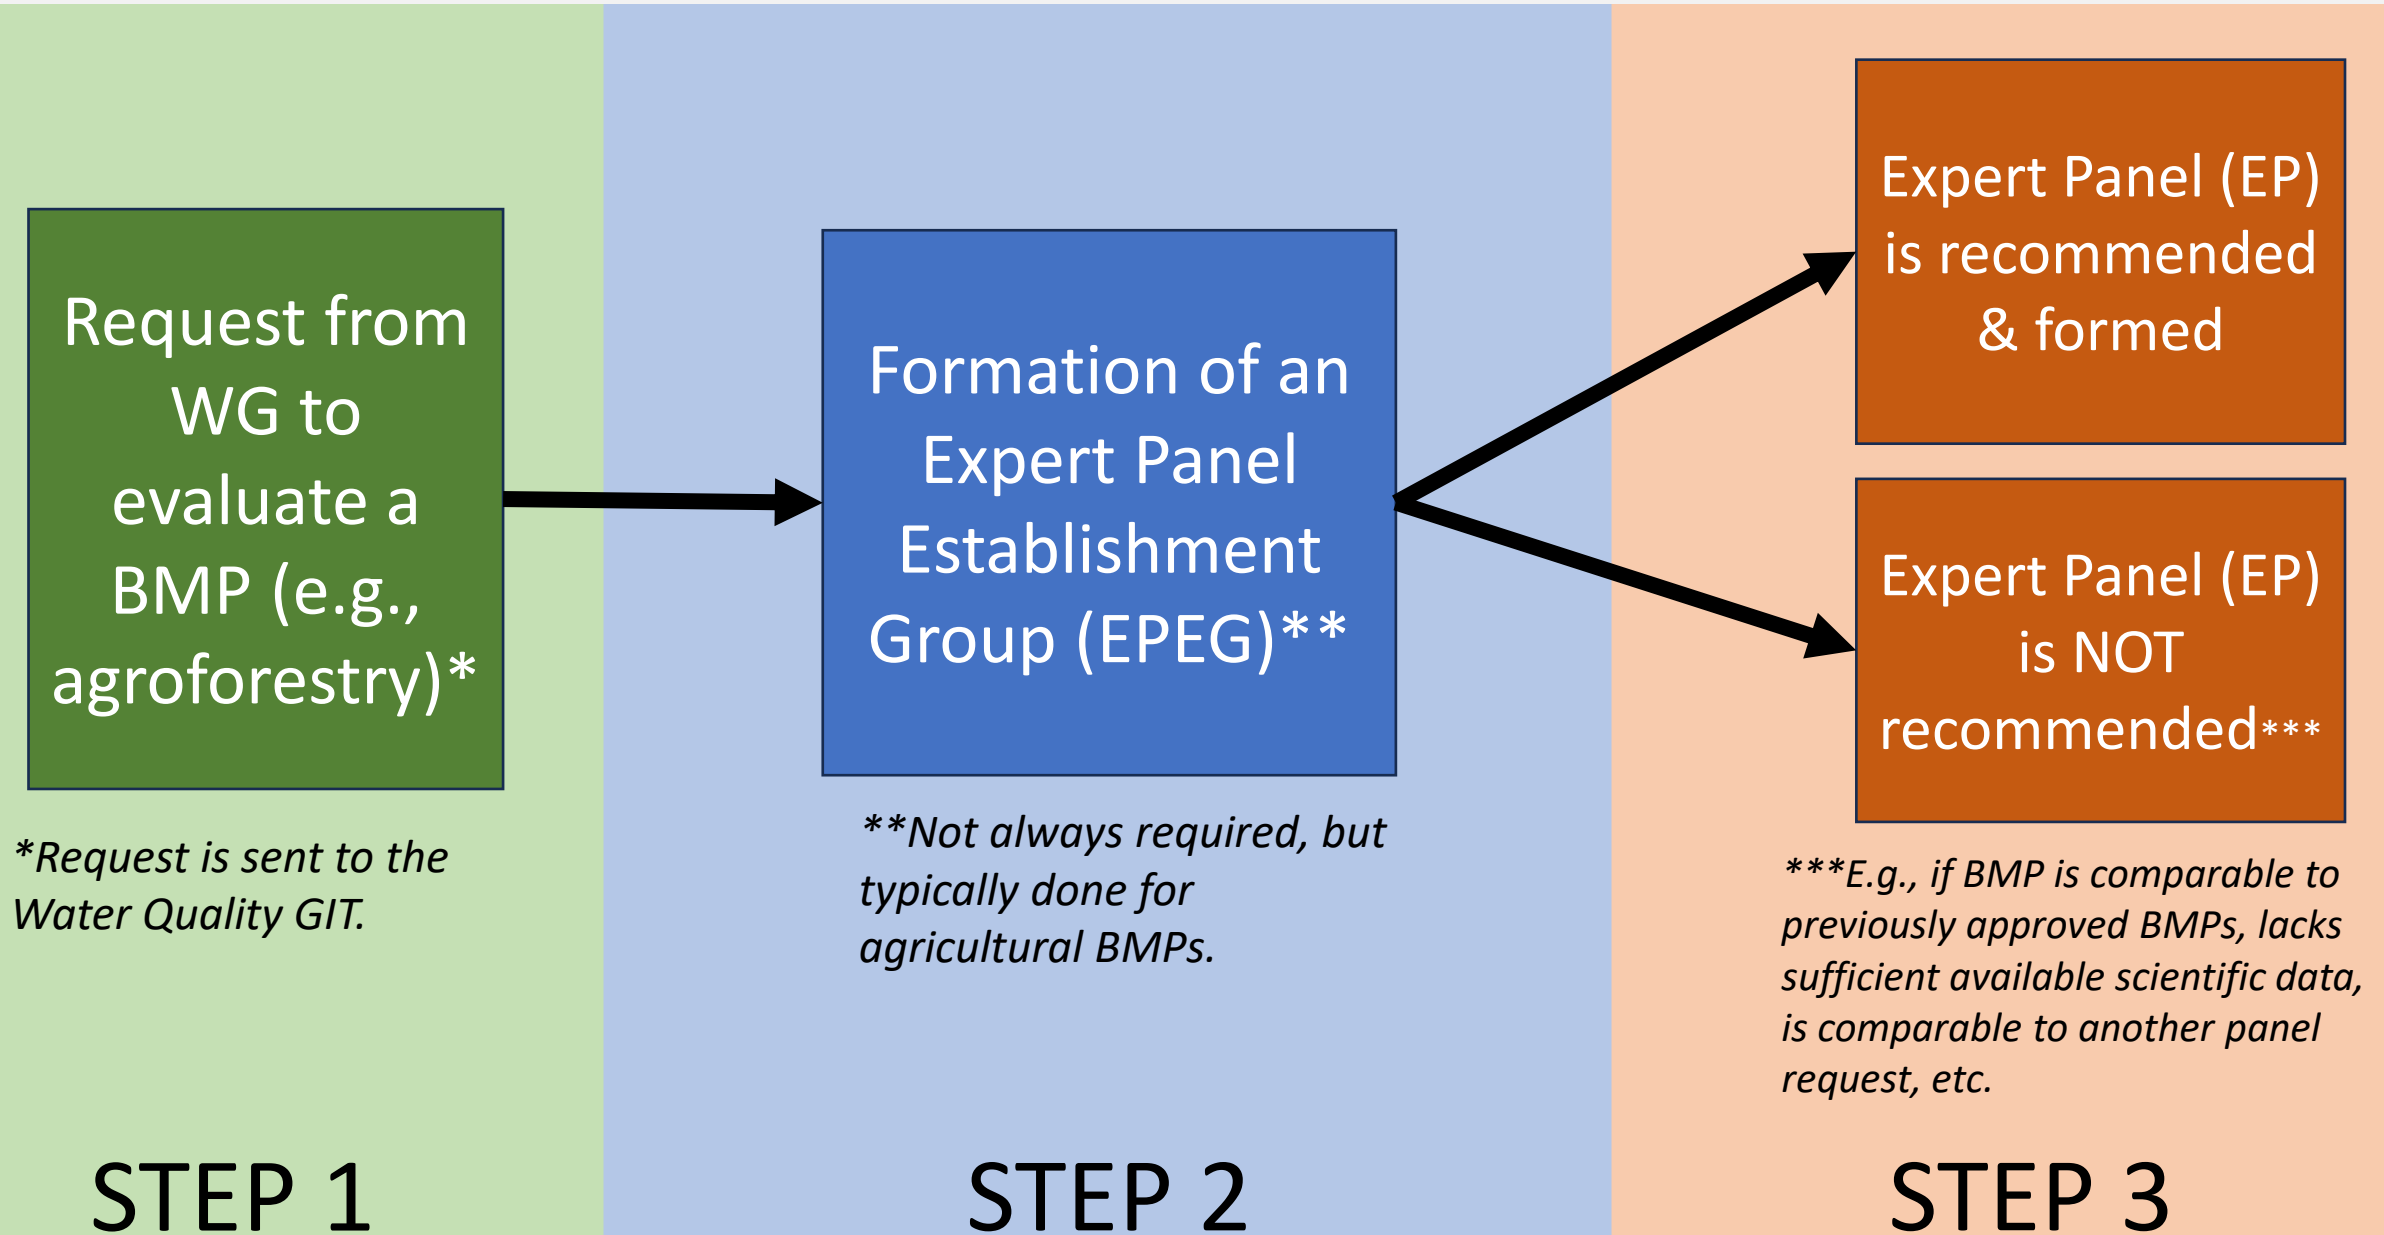 Request from
WG to
evaluate a
BMP (e.g.,
agroforestry)*
*Request is sent to the
Water Quality GIT.
STEP 1
Formation of an
Expert Panel
Establishment
Group (EPEG)**
**Not always required, but
typically done for
agricultural BMPs.
STEP 2
Expert Panel (EP)
is recommended
& formed
Expert Panel (EP)
is NOT
recommended***
***E.g., if BMP is comparable to
previously approved BMPs, lacks
sufficient available scientific data,
is comparable to another panel
request, etc.
STEP 3